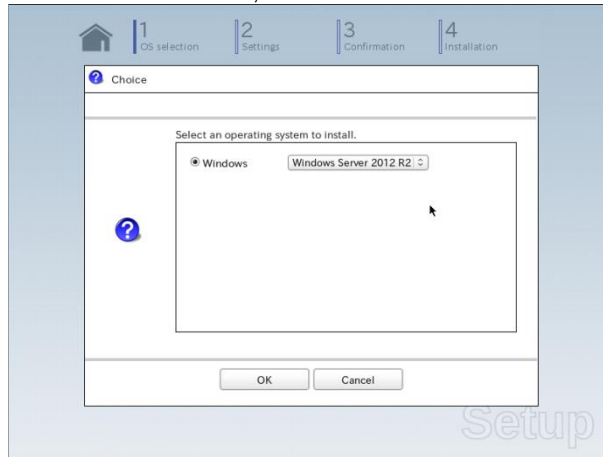 1 2 3 4
OS selection Settings Confirmation Installation
Choice
Select an operating system to install.
Windows Windows Server 2012 R2
OK Cancel
Setup